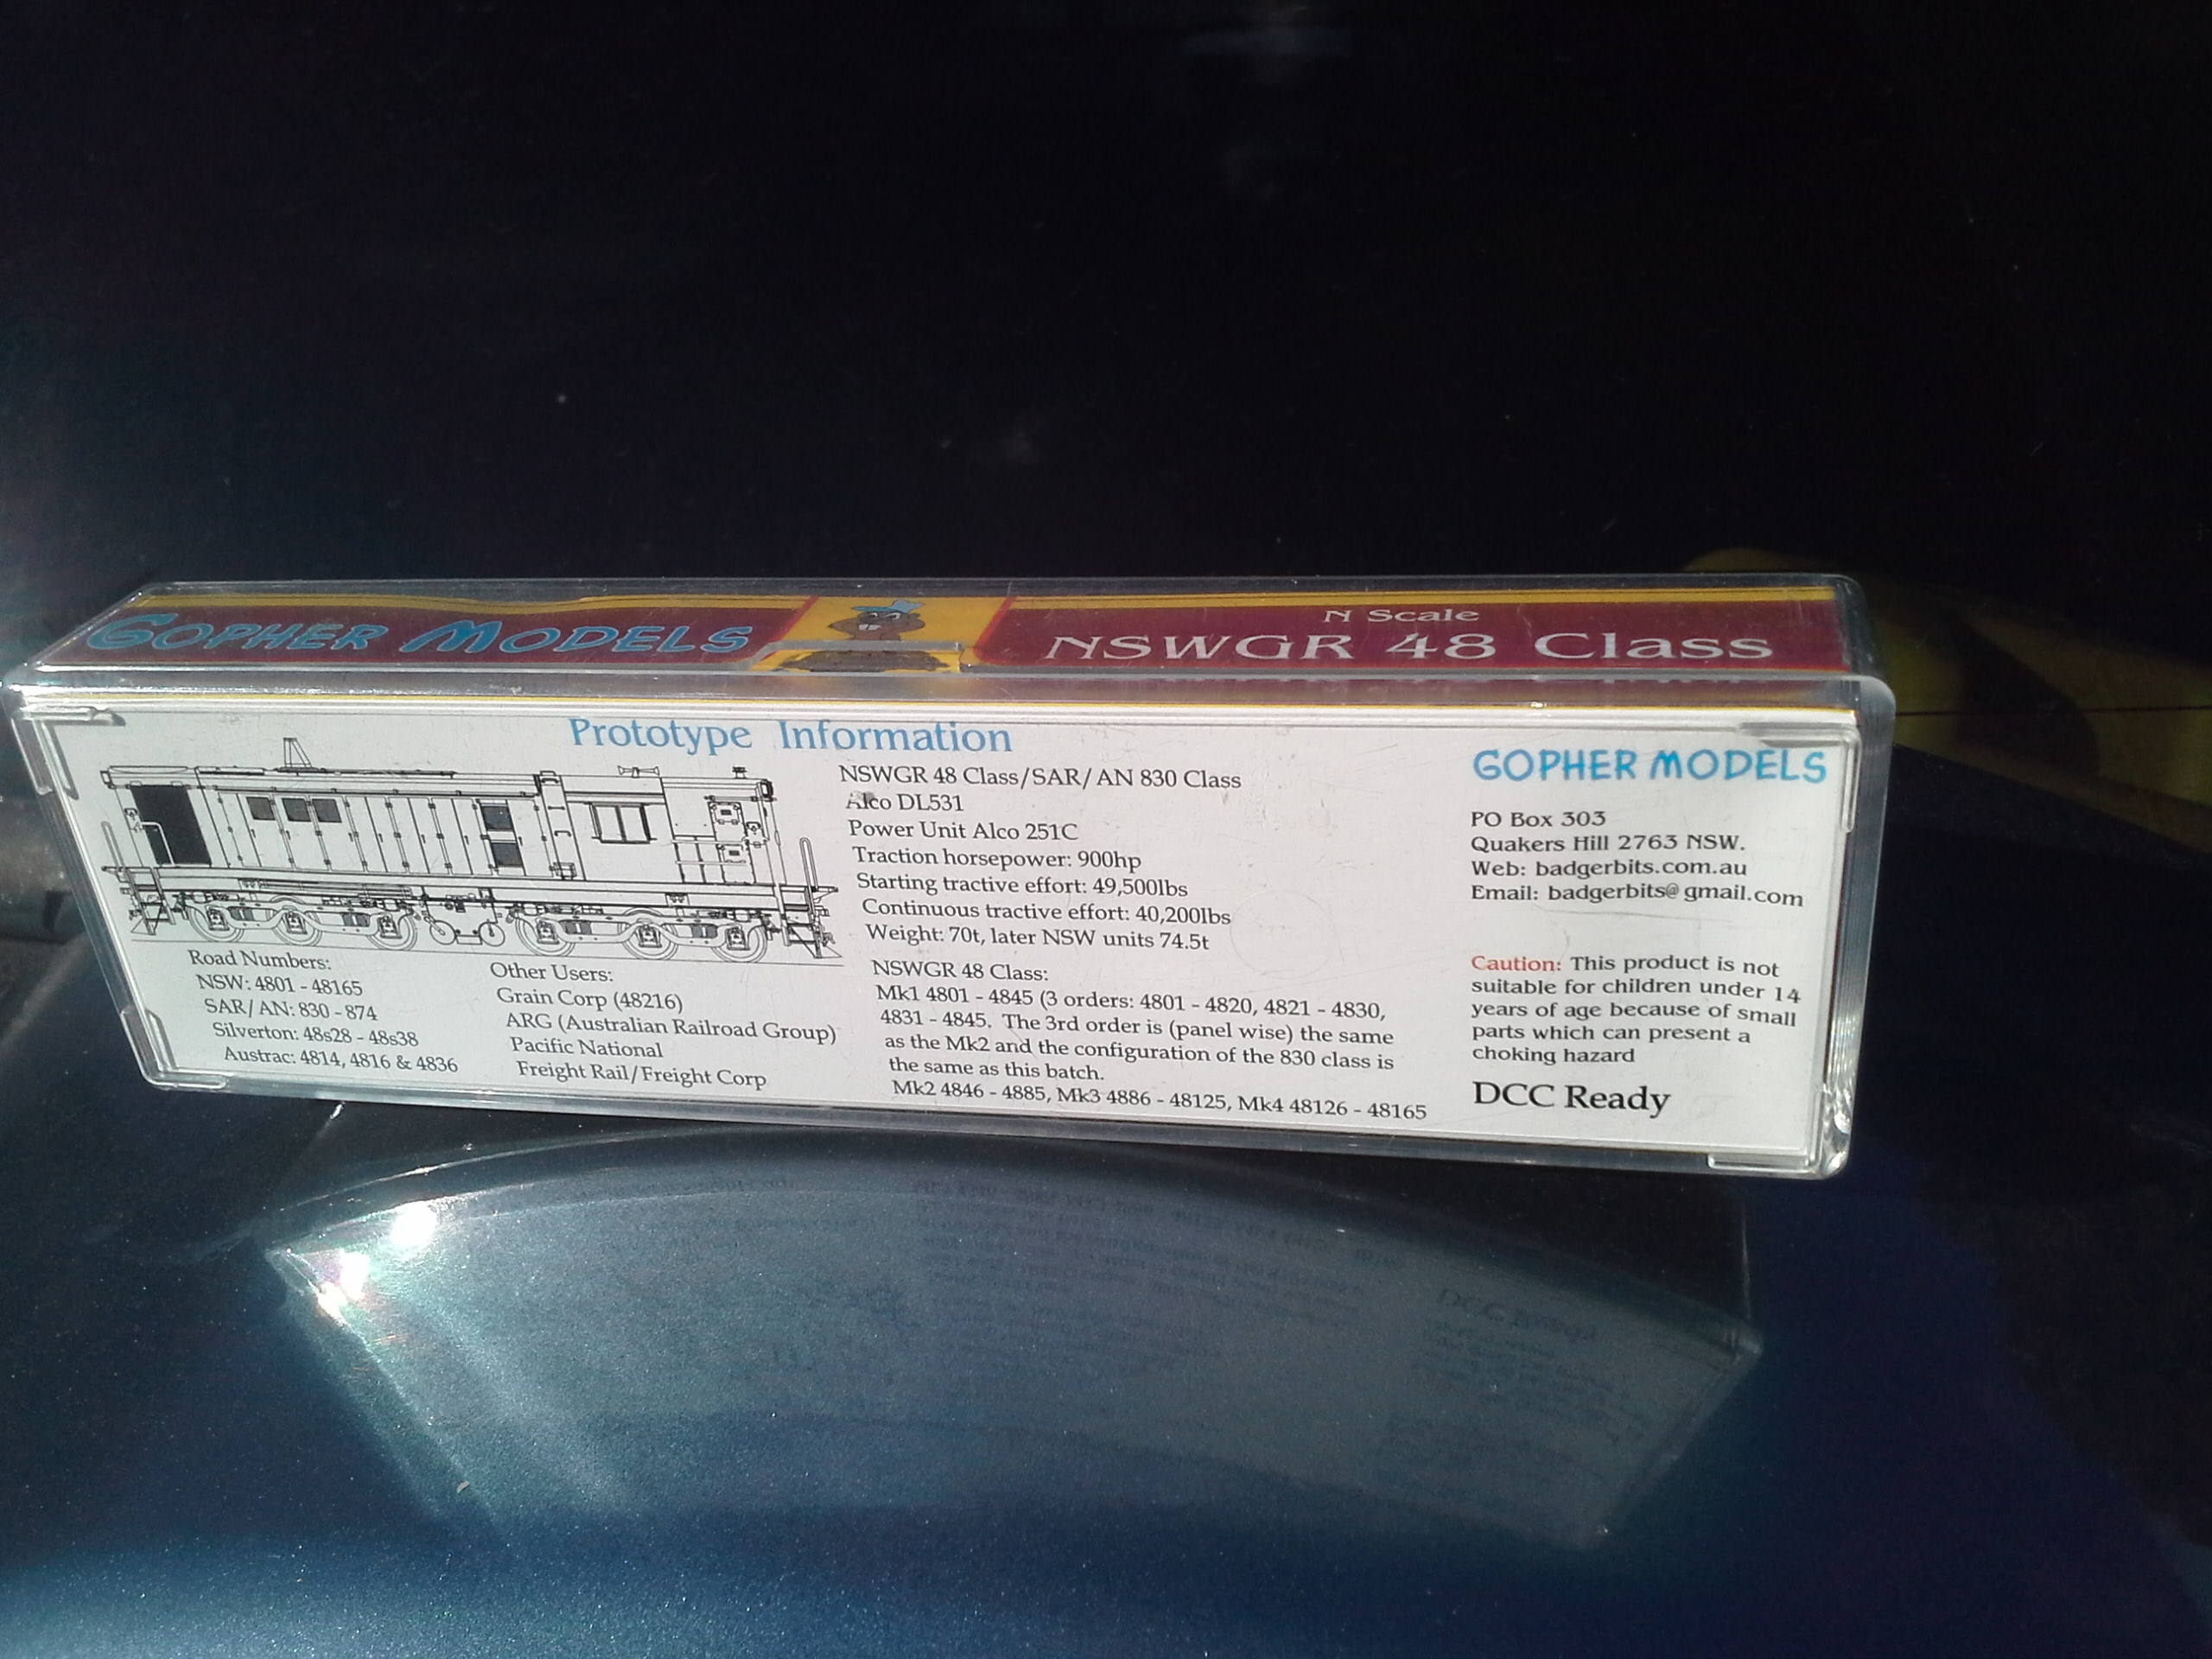 GOPHER MODELS
N Scale
NSWGR 48 Class
Prototype Information
NSWGR 48 Class/SAR/AN 830 Class
Alco DL531
Power Unit Alco 251C
Traction horsepower: 900hp
Starting tractive effort: 49,500lbs
Continuous tractive effort: 40,200lbs
Weight: 70t, later NSW units 74.5t
Road Numbers:
NSW: 4801 - 48165
SAR/AN: 830 - 874
Silverton: 48s28 - 48s38
Austrac: 4814, 4816 & 4836
Other Users:
Grain Corp (48216)
ARG (Australian Railroad Group)
Pacific National
Freight Rail/Freight Corp
NSWGR 48 Class:
Mk1 4801 - 4845 (3 orders: 4801 - 4820, 4821 - 4830,
4831 - 4845. The 3rd order is (panel wise) the same
as the Mk2 and the configuration of the 830 class is
the same as this batch.
Mk2 4846 - 4885, Mk3 4886 - 48125, Mk4 48126 - 48165
GOPHER MODELS
PO Box 303
Quakers Hill 2763 NSW.
Web: badgerbits.com.au
Email: badgerbits@gmail.com
Caution: This product is not
suitable for children under 14
years of age because of small
parts which can present a
choking hazard
DCC Ready